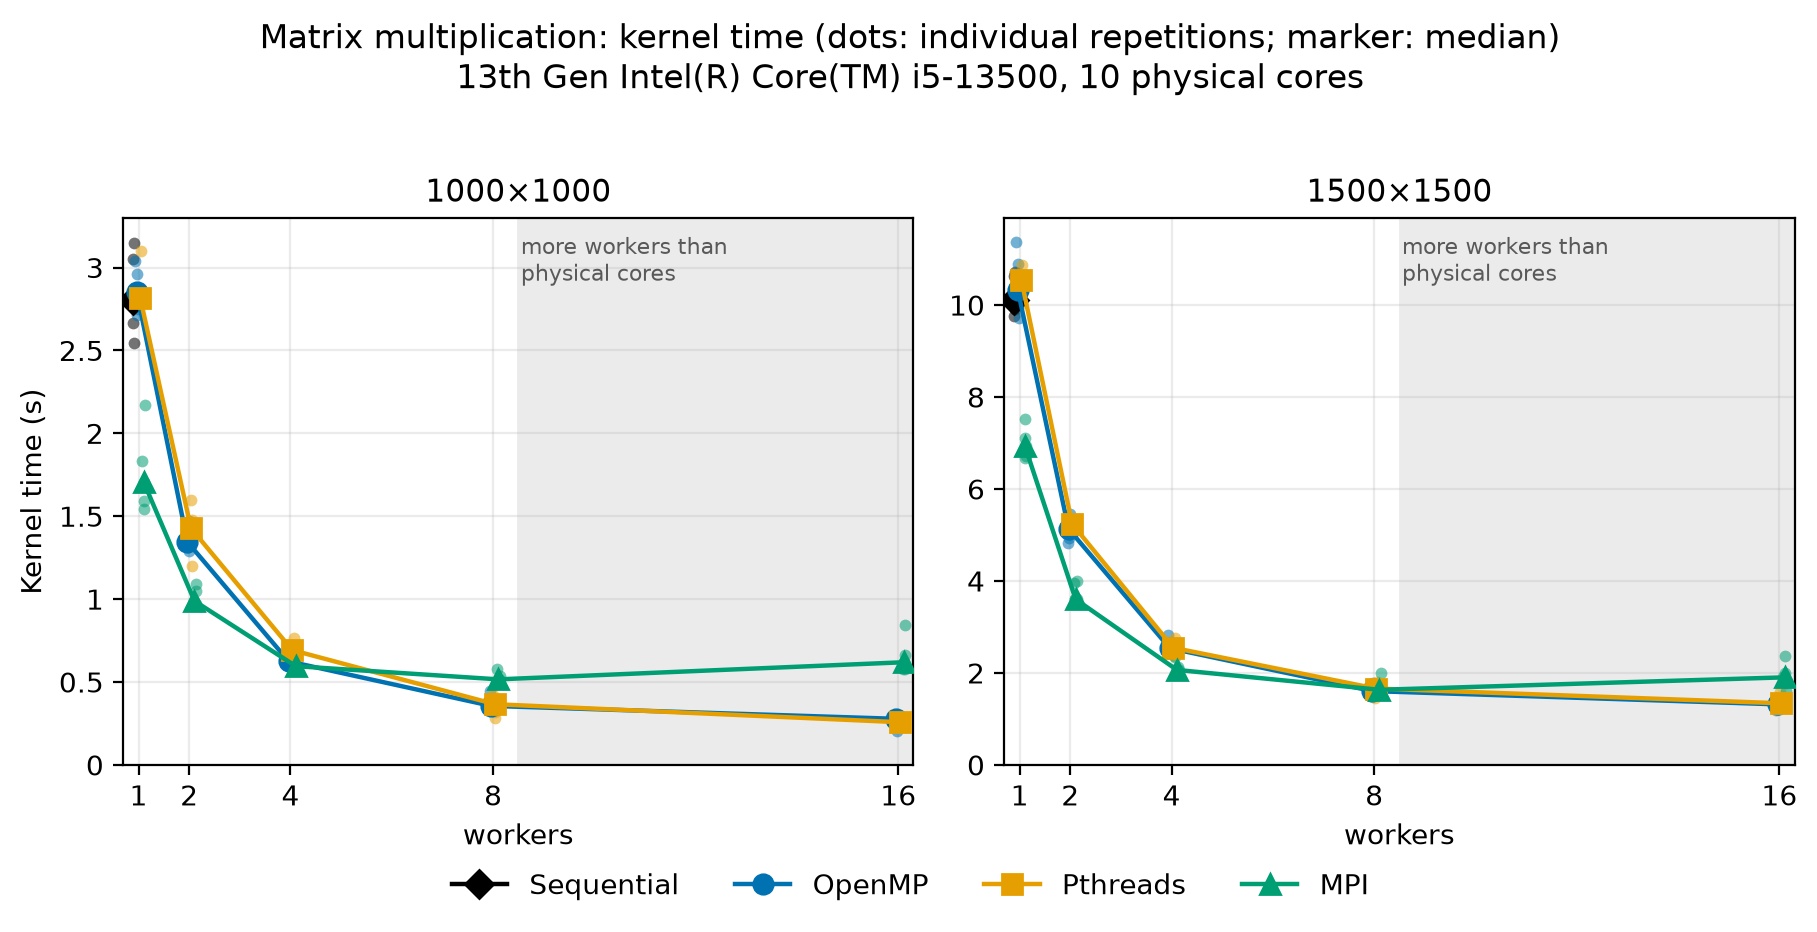 Matrix multiplication: kernel time (dots: individual repetitions; marker: median)
13th Gen Intel(R) Core(TM) i5-13500, 10 physical cores
1000×1000
more workers than
physical cores
Kernel time (s)
3
2.5
2
1.5
1
0.5
0
1 2 4 8 16
workers
1500×1500
more workers than
physical cores
10
8
6
4
2
0
1 2 4 8 16
workers
Sequential OpenMP Pthreads MPI